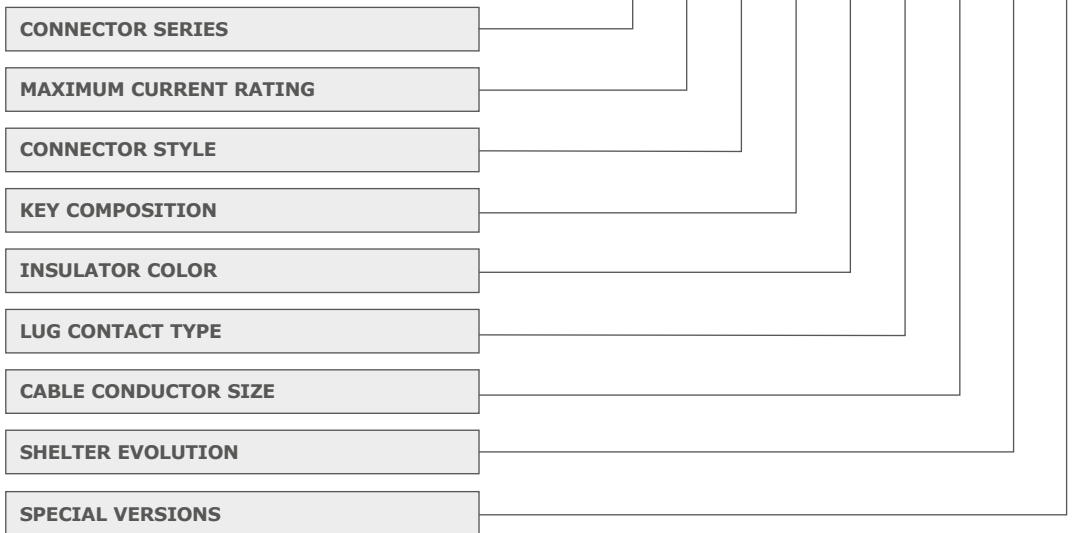 CONNECTOR SERIES
MAXIMUM CURRENT RATING
CONNECTOR STYLE
KEY COMPOSITION
INSULATOR COLOR
LUG CONTACT TYPE
CABLE CONDUCTOR SIZE
SHELTER EVOLUTION
SPECIAL VERSIONS